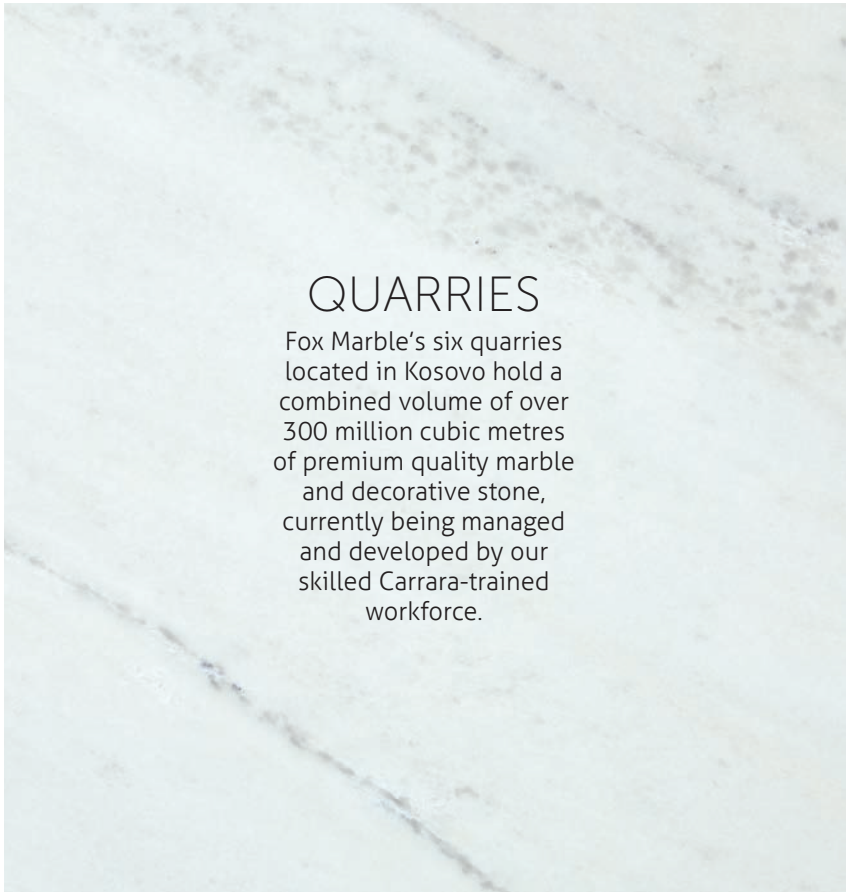 QUARRIES
Fox Marble’s six quarries
located in Kosovo hold a
combined volume of over
300 million cubic metres
of premium quality marble
and decorative stone,
currently being managed
and developed by our
skilled Carrara-trained
workforce.